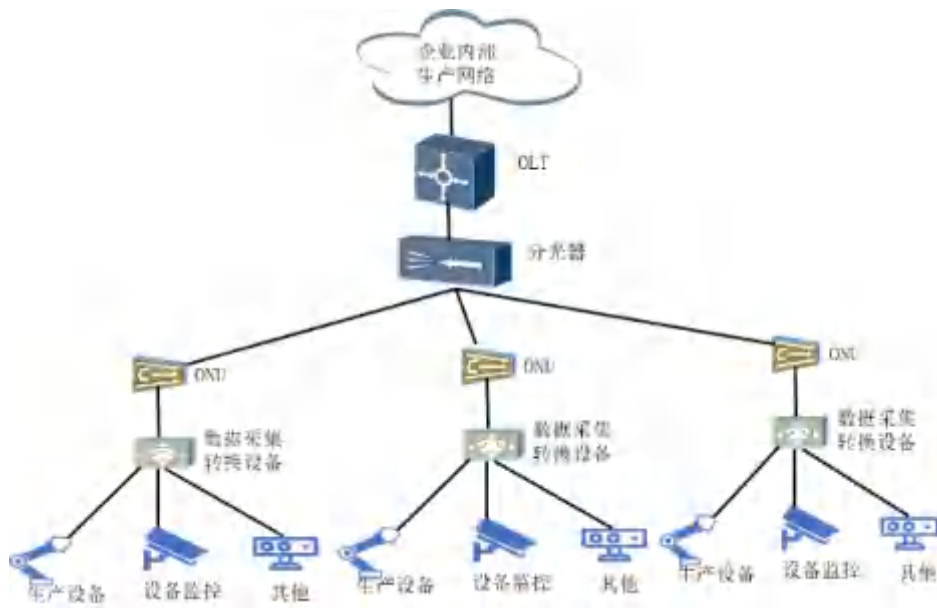 企业内部
生产网络
OLT
分光器
ONU
ONU
ONU
数据采集
转换设备
数据采集
转换设备
数据采集
转换设备
生产设备
设备监控
其他
生产设备
设备监控
其他
生产设备
设备监控
其他